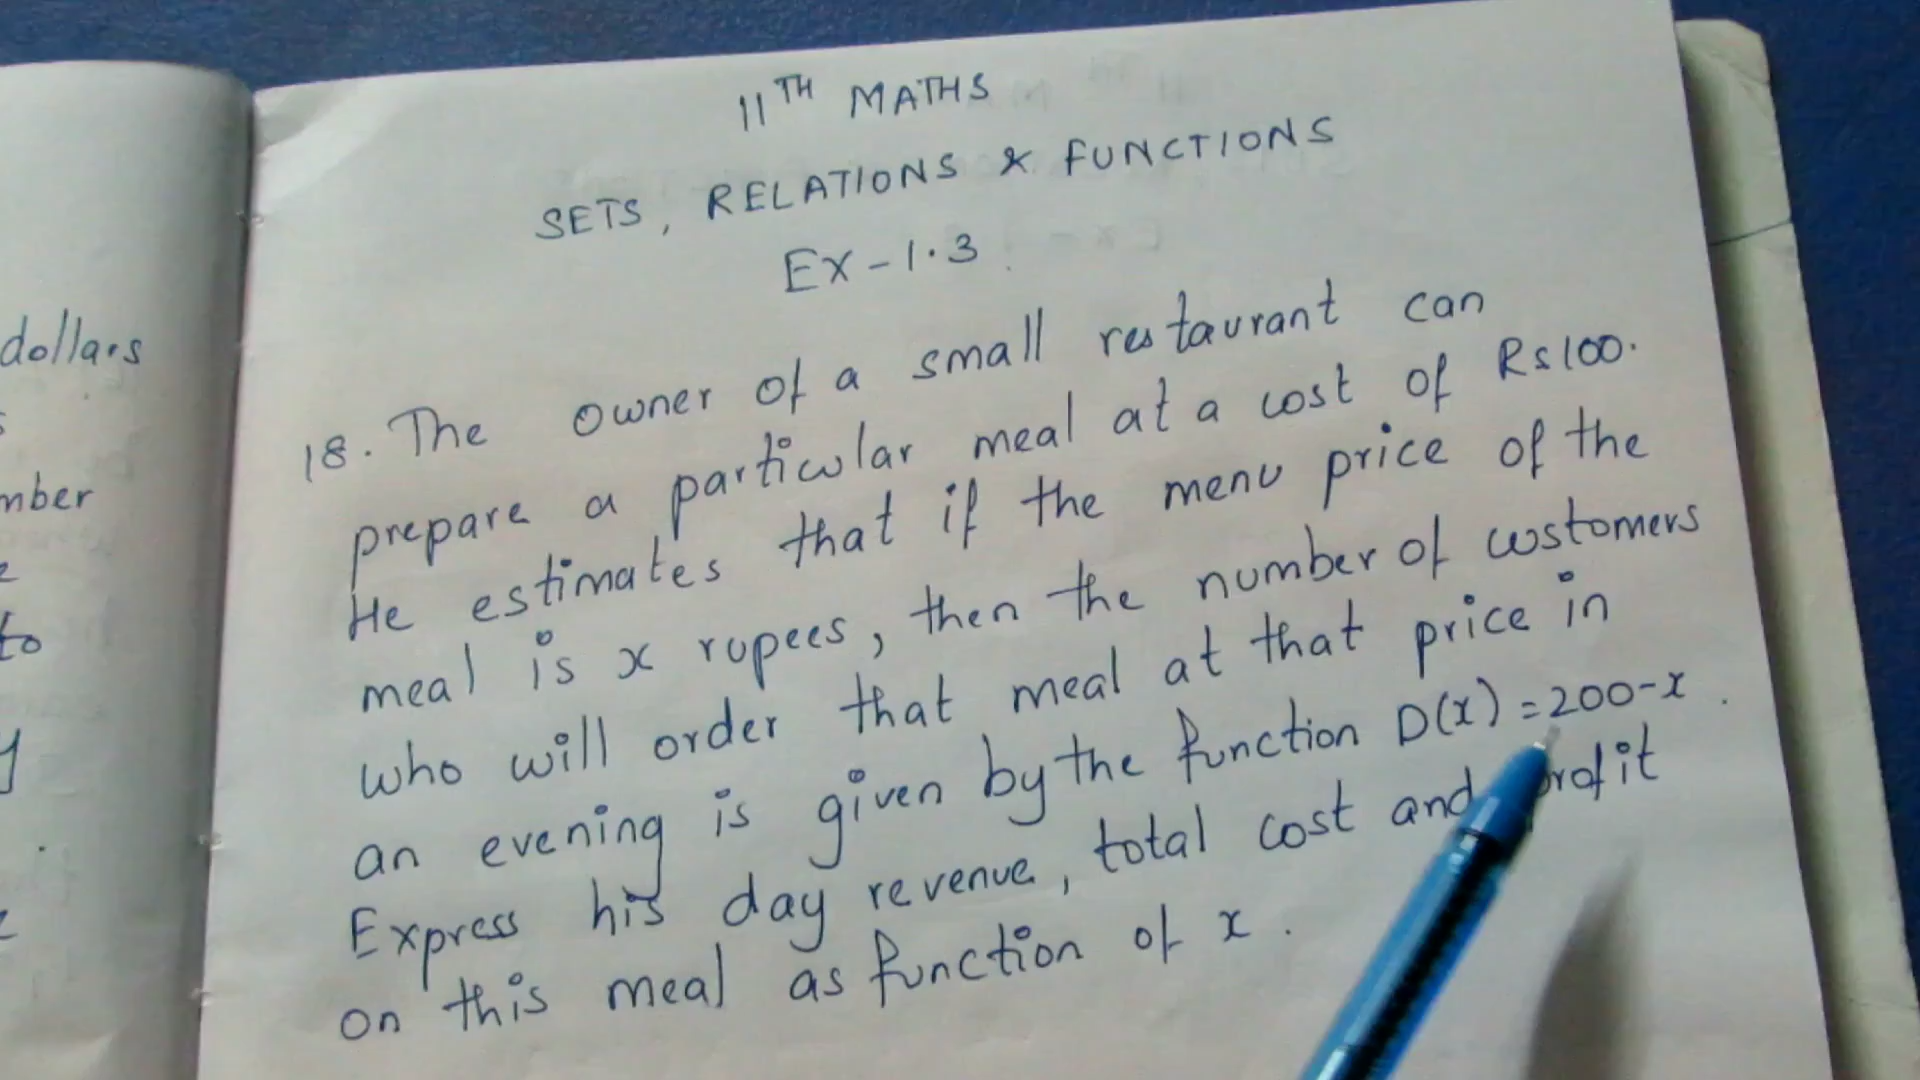 dollars
mber
to
y
11TH MATHS
SETS, RELATIONS & FUNCTIONS
EX-1.3
18. The owner of a small restaurant can
prepare a particular meal at a cost of Rs100.
He estimates that if the menu price of the
meal is x rupees, then the number of customers
who will order that meal at that price in
an evening is given by the function D(x) = 200-x.
Express his day revenue, total cost and profit
on this meal as function of x.